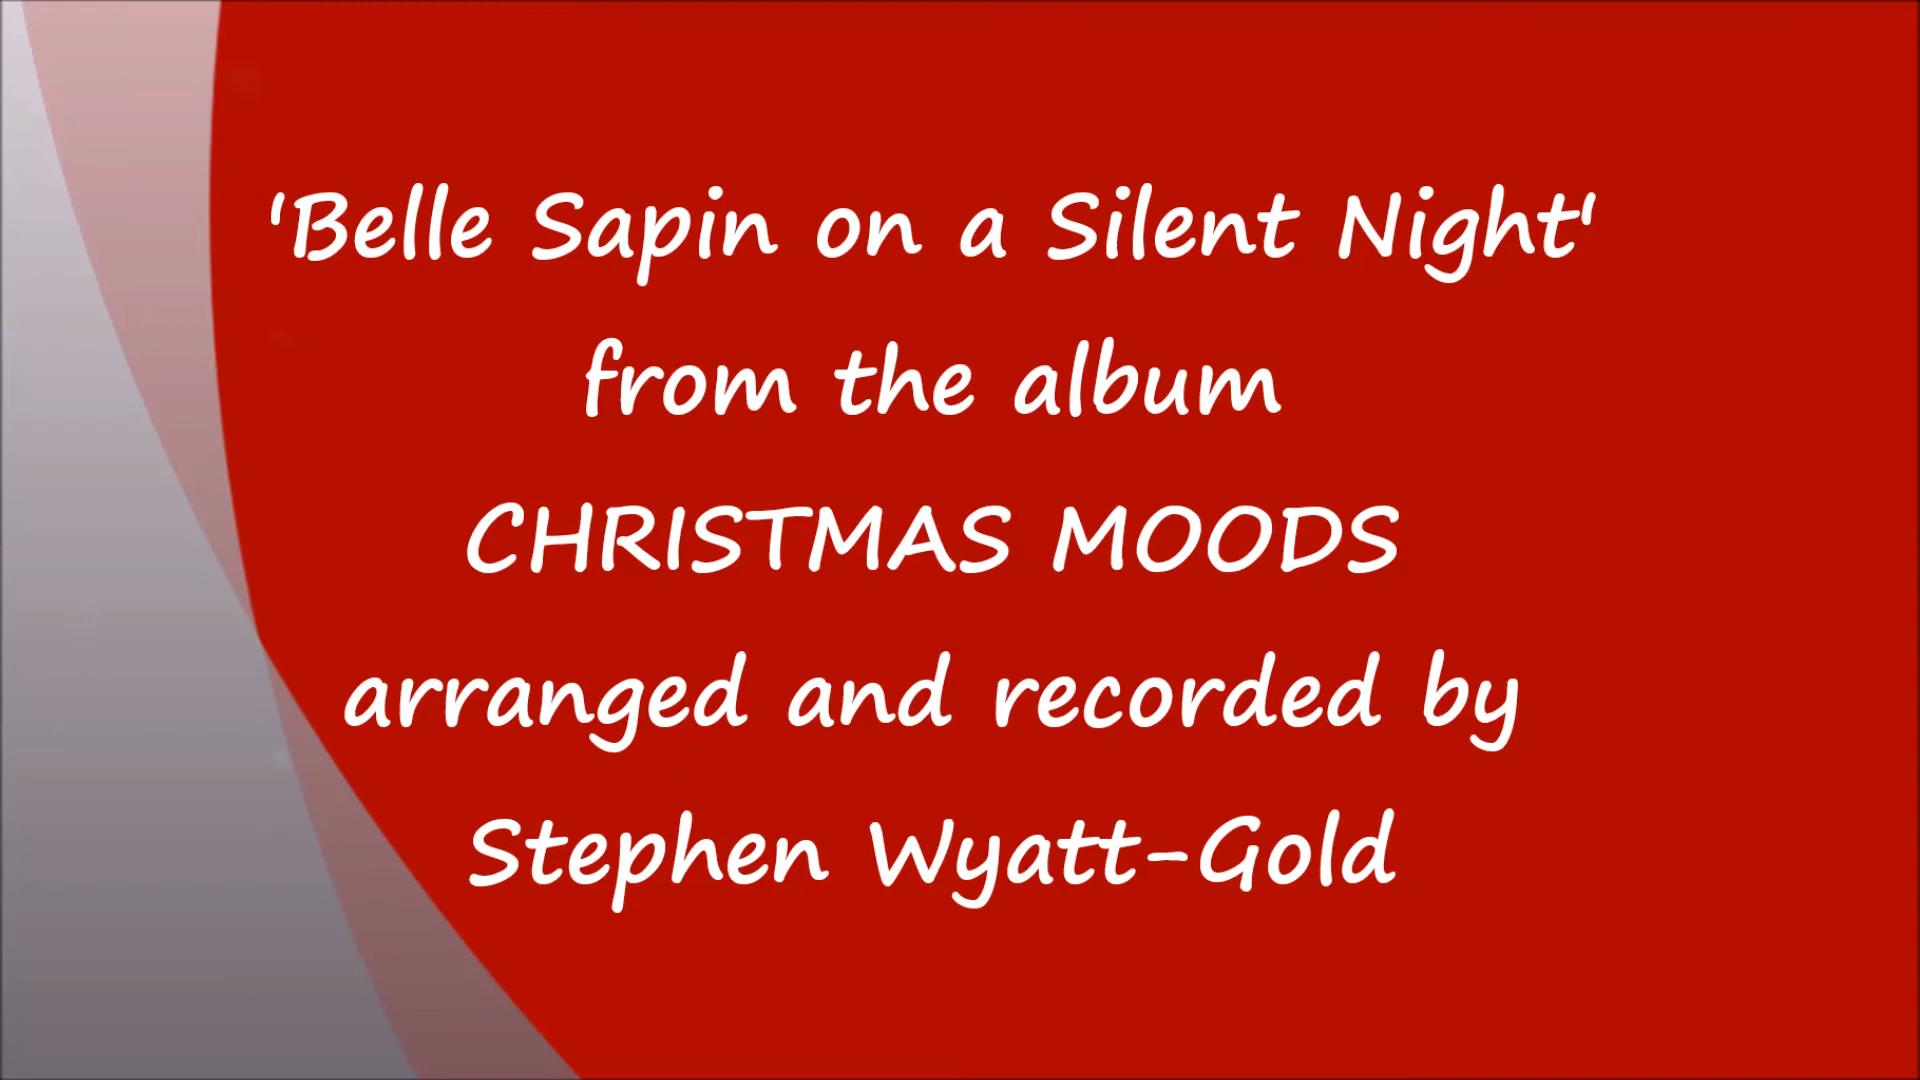 'Belle Sapin on a Silent Night'
from the album
CHRISTMAS MOODS
arranged and recorded by
Stephen Wyatt-Gold